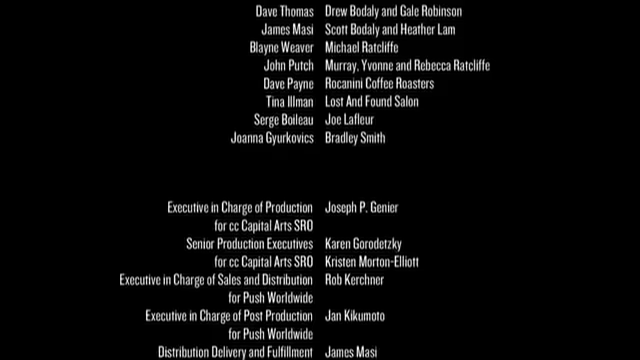 Dave Thomas Drew Bodaly and Gale Robinson
James Masi Scott Bodaly and Heather Lam
Blayne Weaver Michael Ratcliffe
John Putch Murray, Yvonne and Rebecca Ratcliffe
Dave Payne Rocanini Coffee Roasters
Tina Illman Lost And Found Salon
Serge Boileau Joe Lafleur
Joanna Gyurkovics Bradley Smith
Executive in Charge of Production Joseph P. Genier
for cc Capital Arts SRO
Senior Production Executives Karen Gorodetzky
for cc Capital Arts SRO Kristen Morton-Elliott
Executive in Charge of Sales and Distribution Rob Kerchner
for Push Worldwide
Executive in Charge of Post Production Jan Kikumoto
for Push Worldwide
Distribution Delivery and Fulfillment James Masi